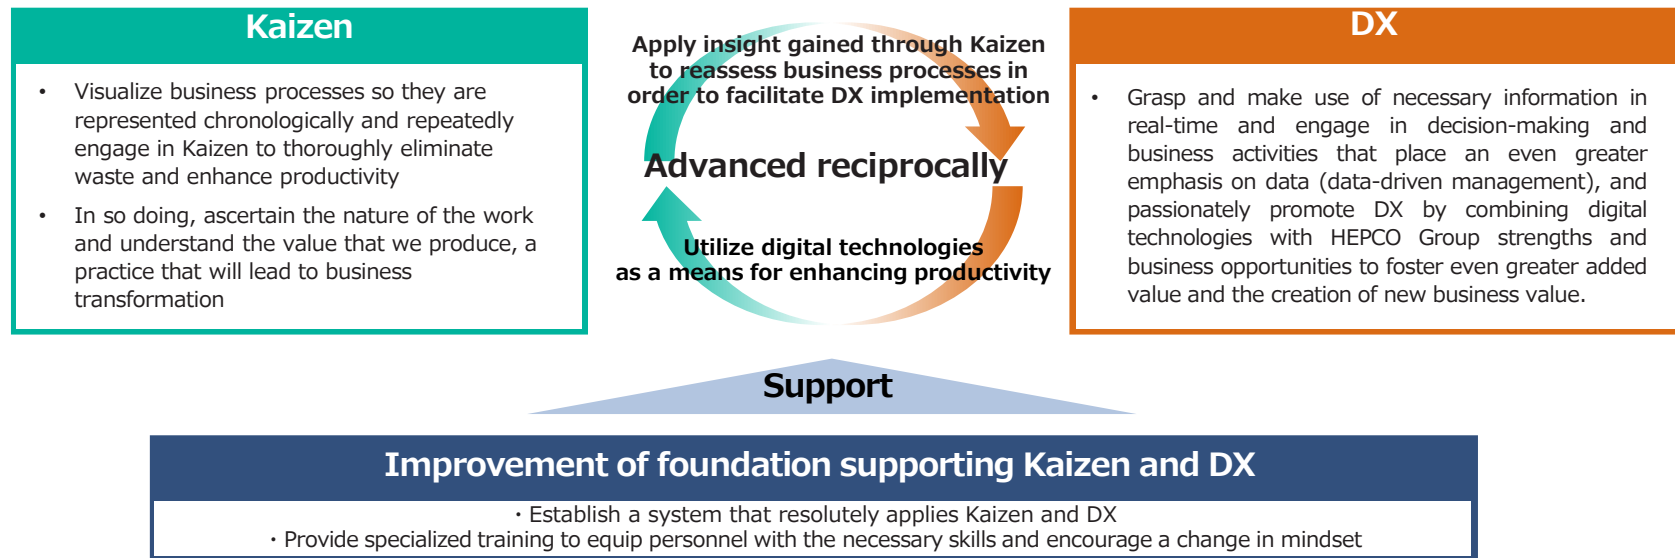 Kaizen
• Visualize business processes so they are
represented chronologically and repeatedly
engage in Kaizen to thoroughly eliminate
waste and enhance productivity
• In so doing, ascertain the nature of the work
and understand the value that we produce, a
practice that will lead to business
transformation
Apply insight gained through Kaizen
to reassess business processes in
order to facilitate DX implementation
Advanced reciprocally
Utilize digital technologies
as a means for enhancing productivity
DX
• Grasp and make use of necessary information in
real-time and engage in decision-making and
business activities that place an even greater
emphasis on data (data-driven management), and
passionately promote DX by combining digital
technologies with HEPCO Group strengths and
business opportunities to foster even greater added
value and the creation of new business value.
Support
Improvement of foundation supporting Kaizen and DX
・Establish a system that resolutely applies Kaizen and DX
・Provide specialized training to equip personnel with the necessary skills and encourage a change in mindset